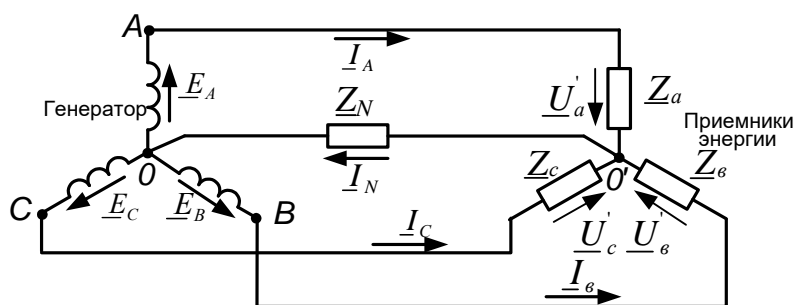 A
I_A
Генератор
E_A
Z_N
U'_a
Z_a
Приемники
энергии
0
I_N
Z_c
0'
Z_в
C
E_C
E_B
B
I_C
U'_c
U'_в
I_в